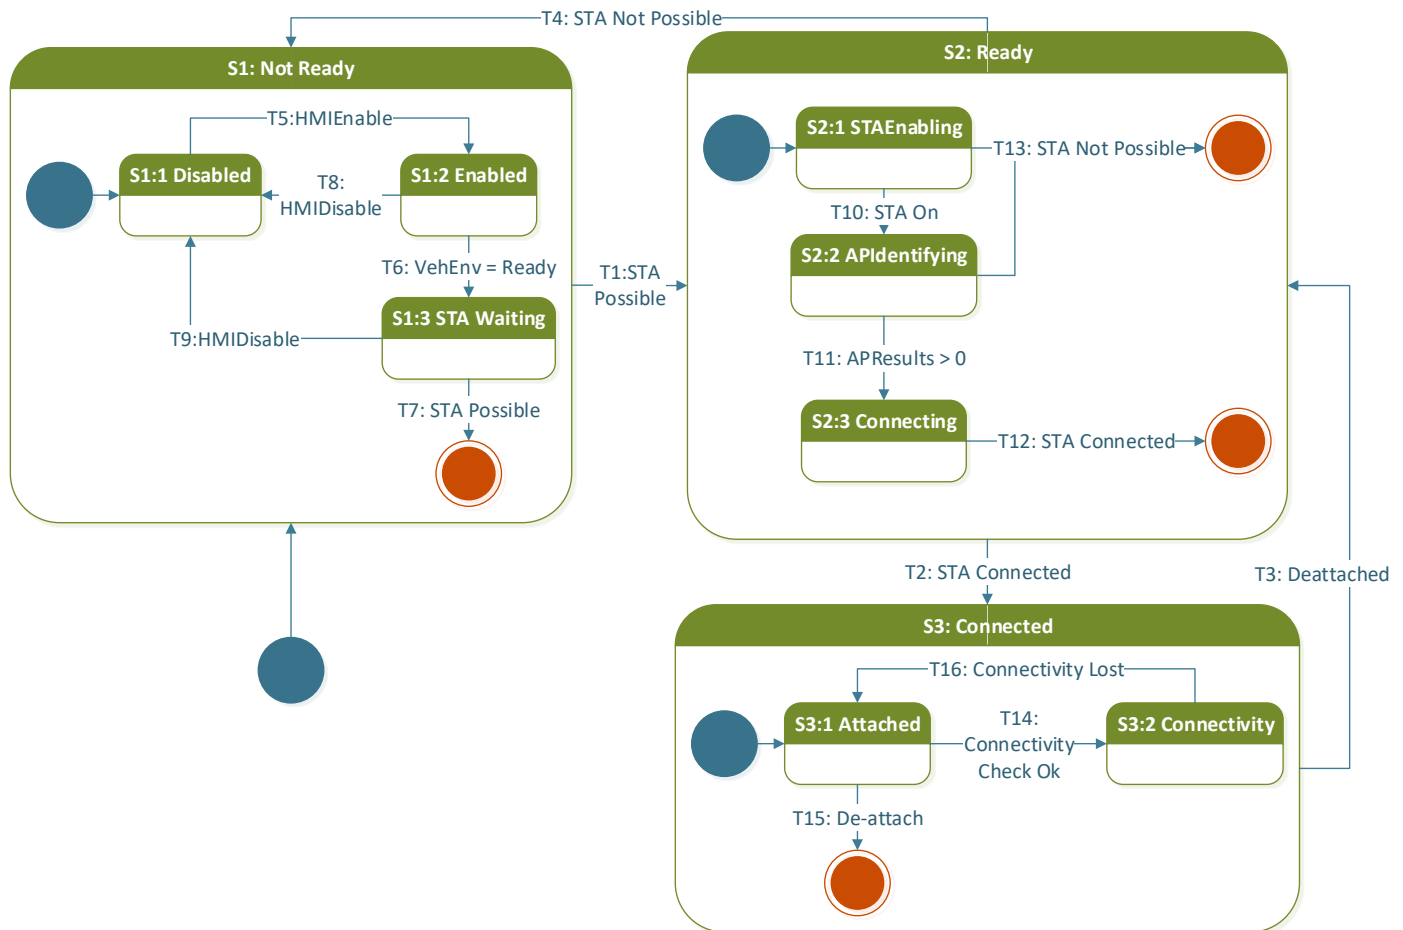 T4: STA Not Possible
S1: Not Ready
T5:HMIEnable
S1:1 Disabled
S1:2 Enabled
T8:
HMIDisable
T6: VehEnv = Ready
S1:3 STA Waiting
T9:HMIDisable
T7: STA Possible
T1:STA
Possible
S2: Ready
S2:1 STAEnabling
T13: STA Not Possible
T10: STA On
S2:2 APIdentifying
T11: APResults > 0
S2:3 Connecting
T12: STA Connected
T2: STA Connected
T3: Deattached
S3: Connected
T16: Connectivity Lost
S3:1 Attached
T14:
Connectivity
Check Ok
S3:2 Connectivity
T15: De-attach